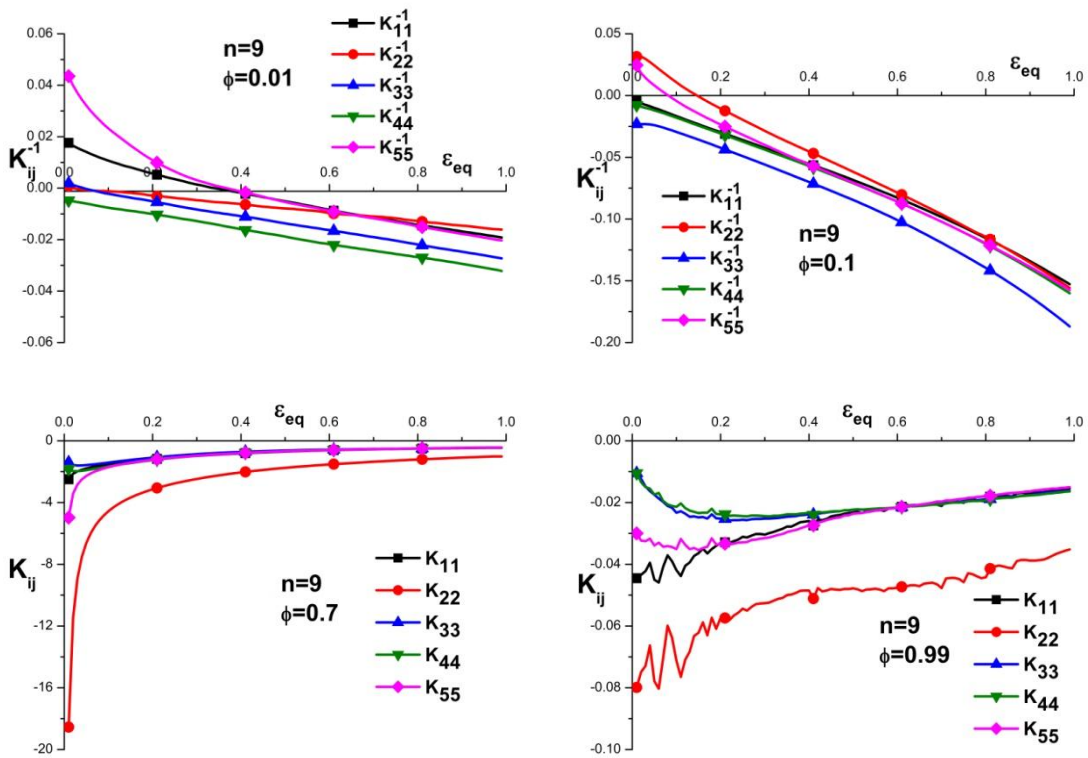 0.06
0.04
0.02
0.00
-0.02
-0.04
-0.06
K_ij^-1
n=9
ϕ=0.01
K_11^-1
K_22^-1
K_33^-1
K_44^-1
K_55^-1
0.0 0.2 0.4 0.6 0.8 1.0
ε_eq
0.05
0.00
-0.05
-0.10
-0.15
-0.20
K_ij^-1
0.0 0.2 0.4 0.6 0.8 1.0
ε_eq
n=9
ϕ=0.1
K_11^-1
K_22^-1
K_33^-1
K_44^-1
K_55^-1
ε_eq
0.0 0.2 0.4 0.6 0.8 1.0
0
-4
-8
-12
-16
-20
K_ij
n=9
ϕ=0.7
K_11
K_22
K_33
K_44
K_55
ε_eq
0.0 0.2 0.4 0.6 0.8 1.0
0.00
-0.02
-0.04
-0.06
-0.08
-0.10
K_ij
n=9
ϕ=0.99
K_11
K_22
K_33
K_44
K_55